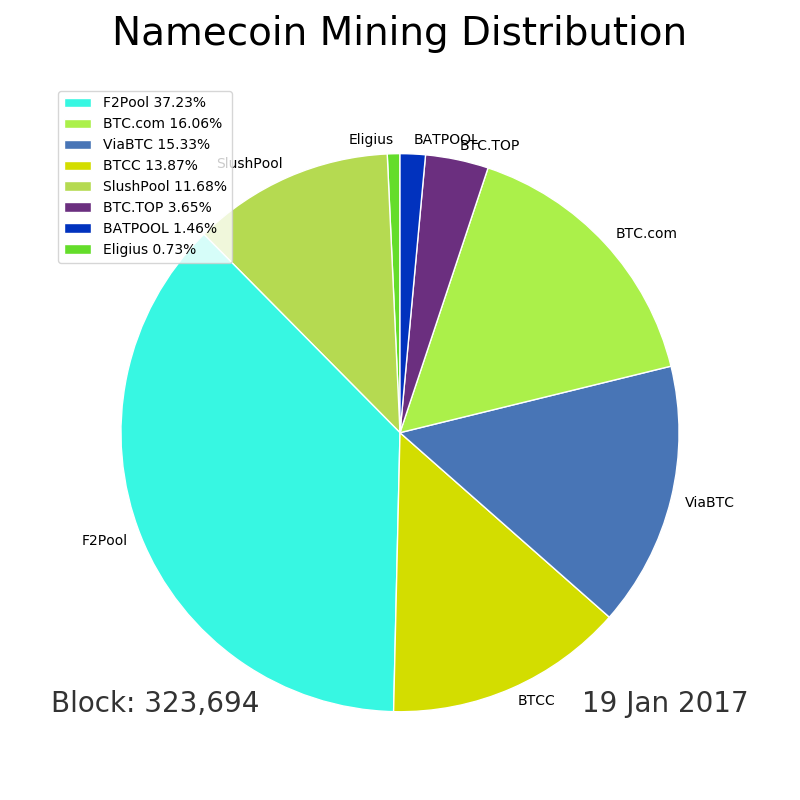 Namecoin Mining Distribution
F2Pool 37.23%
BTC.com 16.06%
ViaBTC 15.33%
BTCC 13.87%
SlushPool 11.68%
BTC.TOP 3.65%
BATPOOL 1.46%
Eligius 0.73%
Eligius
BATPOOL
BTC.TOP
SlushPool
BTC.com
ViaBTC
F2Pool
BTCC
Block: 323,694
19 Jan 2017